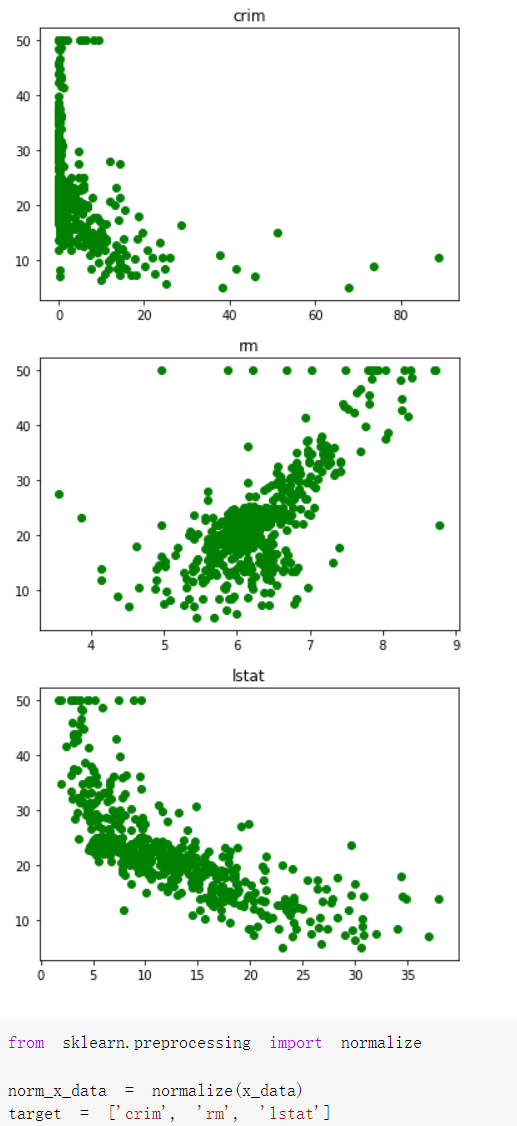 crim
50
40
30
20
10
0 20 40 60 80
rm
50
40
30
20
10
4 5 6 7 8 9
lstat
50
40
30
20
10
0 5 10 15 20 25 30 35
from sklearn.preprocessing import normalize
norm_x_data = normalize(x_data)
target = ['crim', 'rm', 'lstat']